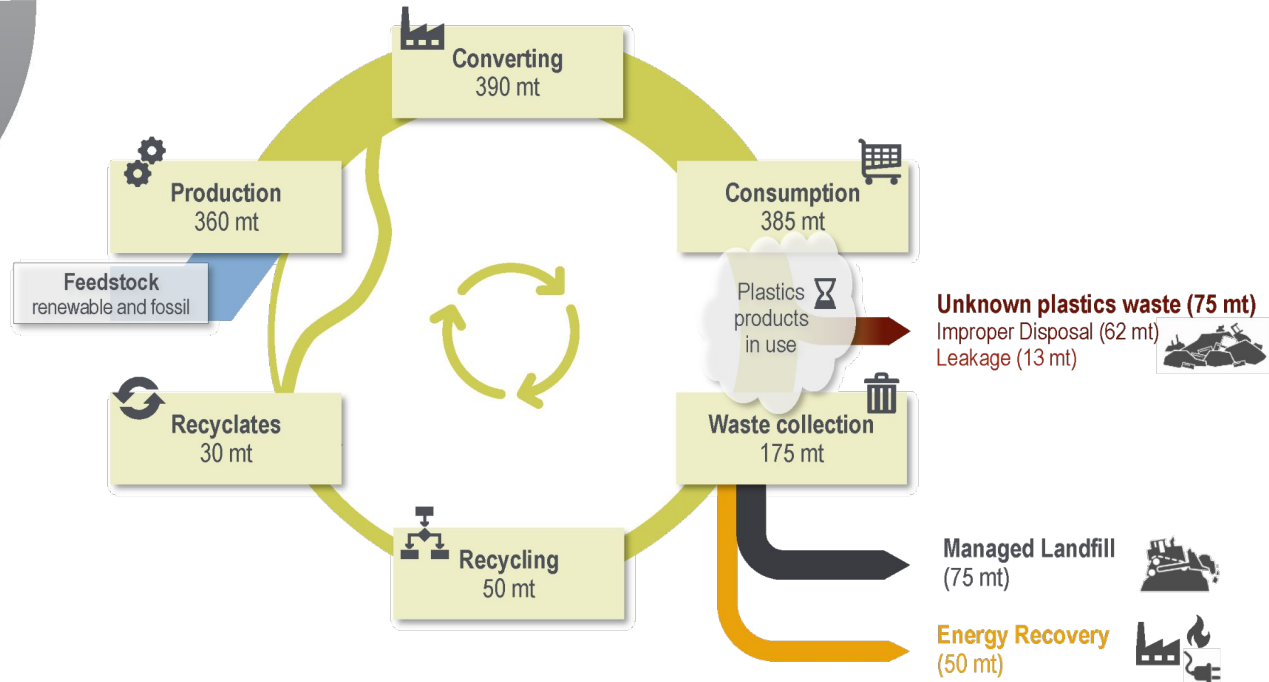 Converting
390 mt
Production
360 mt
Consumption
385 mt
Feedstock
renewable and fossil
Plastics
products
in use
Unknown plastics waste (75 mt)
Improper Disposal (62 mt)
Leakage (13 mt)
Recyclates
30 mt
Waste collection
175 mt
Recycling
50 mt
Managed Landfill
(75 mt)
Energy Recovery
(50 mt)